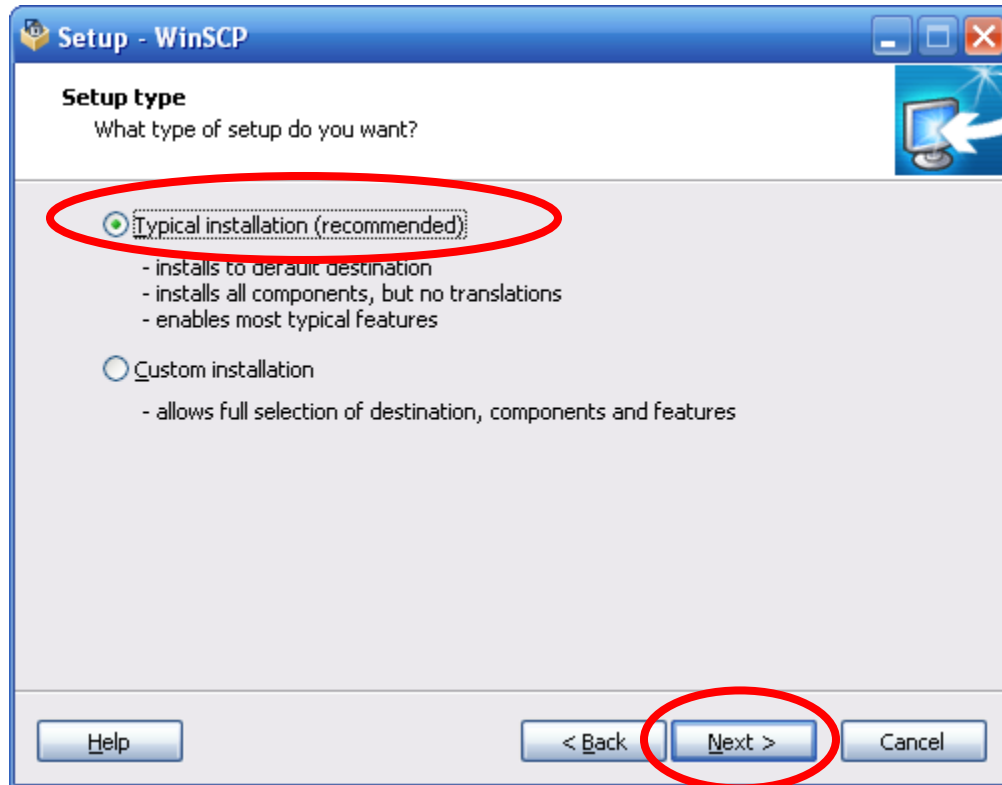 Setup - WinSCP
Setup type
What type of setup do you want?
Typical installation (recommended)
- installs to default destination
- installs all components, but no translations
- enables most typical features
Custom installation
- allows full selection of destination, components and features
Help
< Back
Next >
Cancel